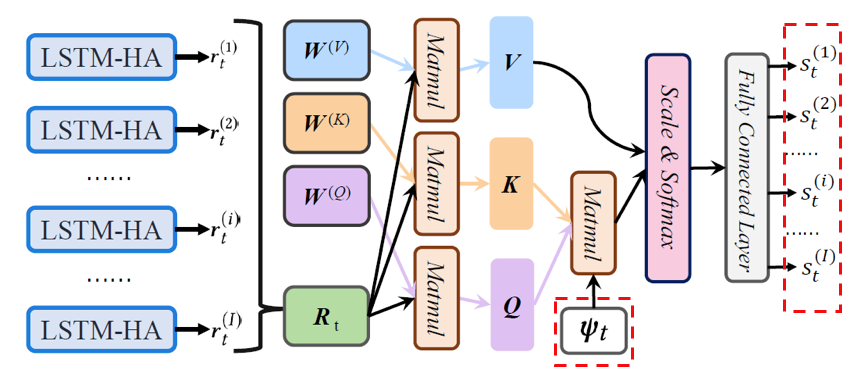 LSTM-HA r_t^{(1)}
LSTM-HA r_t^{(2)}
......
LSTM-HA r_t^{(i)}
......
LSTM-HA r_t^{(I)}
W^{(V)}
W^{(K)}
W^{(Q)}
R_t
Matmul
Matmul
Matmul
V
K
Q
Matmul
ψ_t
Scale & Softmax
Fully Connected Layer
s_t^{(1)}
s_t^{(2)}
......
s_t^{(i)}
......
s_t^{(I)}